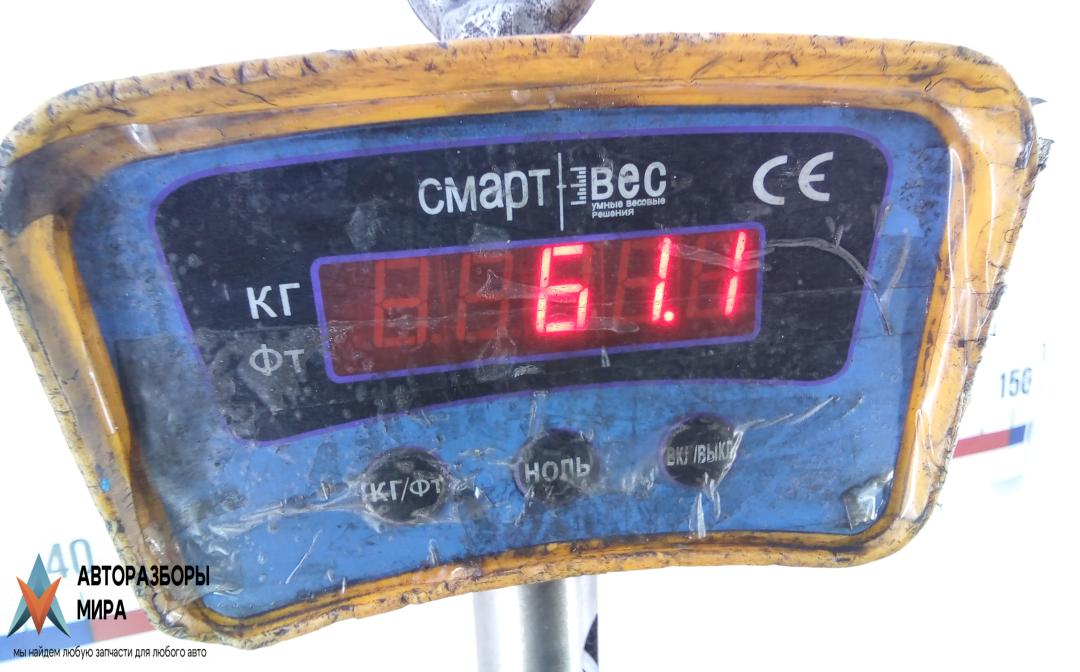 смарт вес
умные весовые
решения
CE
61.1
КГ
ФТ
КГ/ФТ
НОЛЬ
ВКЛ/ВЫКЛ
156
40
АВТОРАЗБОРЫ
МИРА
мы найдем любую запчасти для любого авто